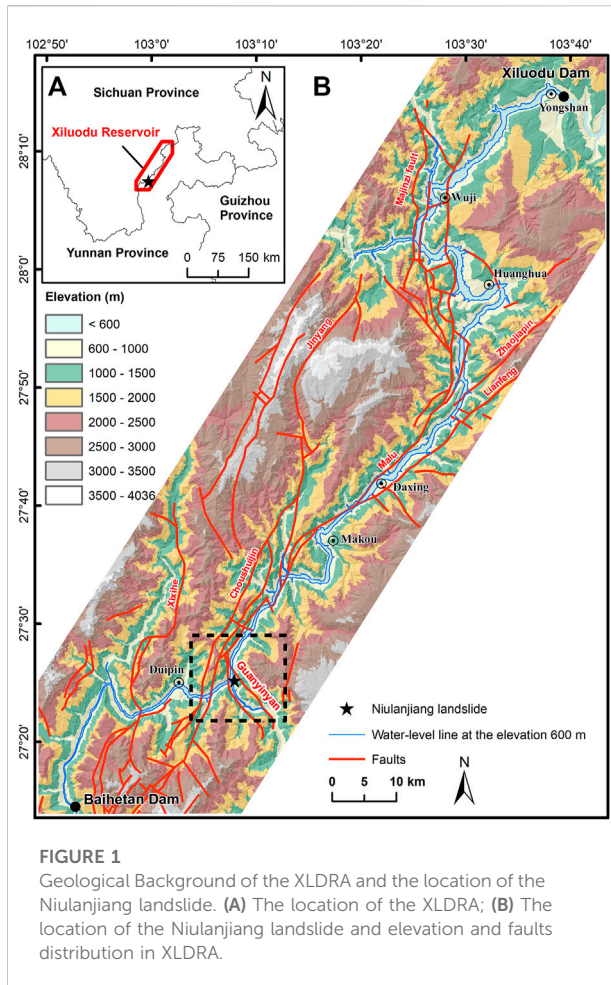 102°50' 103°0' 103°10' 103°20' 103°30' 103°40'
A
N
Sichuan Province
Xiluodu Reservoir
Guizhou
Province
Yunnan Province
0 75 150 km
B
Xiluodu Dam
Yongshan
28°10'
Majinzi fault
Wuji
28°0'
Huanghua
Elevation (m)
< 600
600 - 1000
1000 - 1500
1500 - 2000
2000 - 2500
2500 - 3000
3000 - 3500
3500 - 4036
Jinyang
Zhaojiapin
Lianfeng
27°50'
Malu
Daxing
27°40'
Makou
Choushuijin
Xixihe
27°30'
Duipin
Guanyinyan
27°20'
Baihetan Dam
Niulanjiang landslide
Water-level line at the elevation 600 m
Faults
0 5 10 km
N
FIGURE 1
Geological Background of the XLDRA and the location of the
Niulanjiang landslide. (A) The location of the XLDRA; (B) The
location of the Niulanjiang landslide and elevation and faults
distribution in XLDRA.